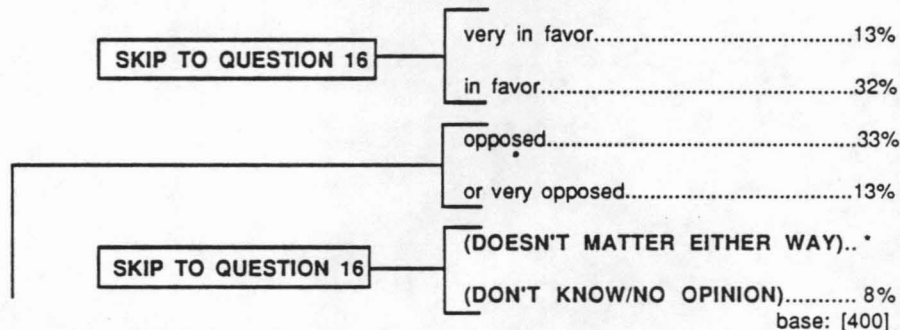 very in favor...............................................13%
SKIP TO QUESTION 16
in favor........................................................32%
opposed.......................................................33%
or very opposed..........................................13%
(DOESN'T MATTER EITHER WAY).. *
SKIP TO QUESTION 16
(DON'T KNOW/NO OPINION)........... 8%
base: [400]